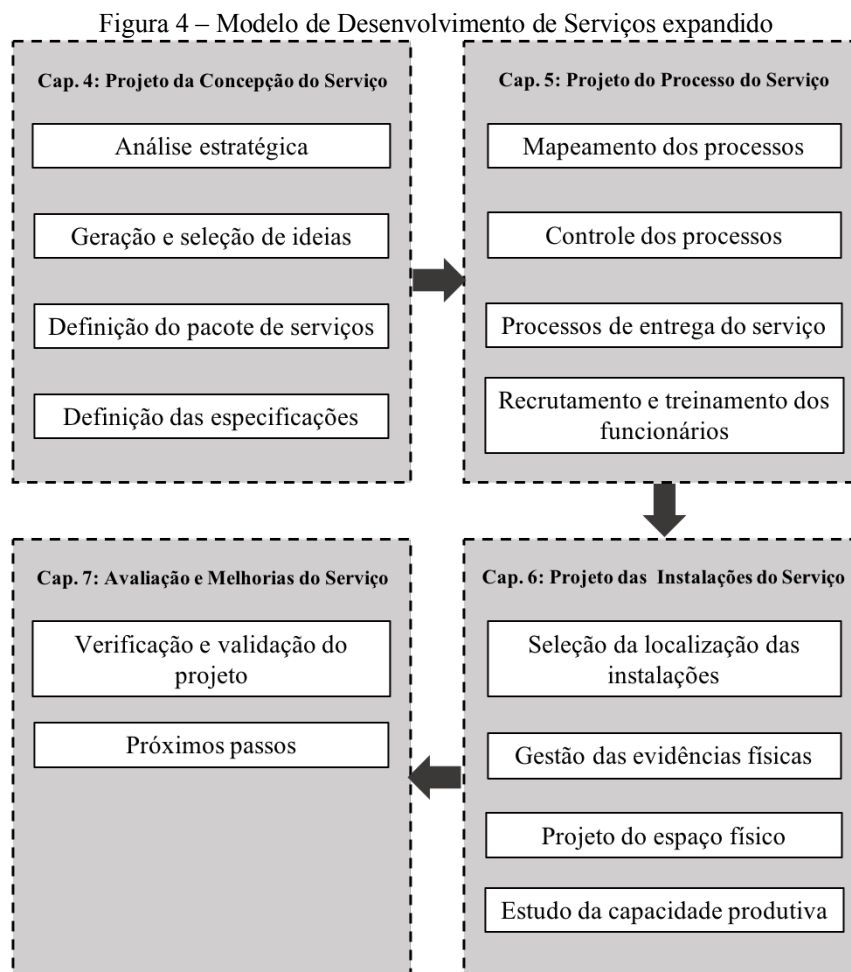 Figura 4 – Modelo de Desenvolvimento de Serviços expandido
Cap. 4: Projeto da Concepção do Serviço
Análise estratégica
Geração e seleção de ideias
Definição do pacote de serviços
Definição das especificações
Cap. 5: Projeto do Processo do Serviço
Mapeamento dos processos
Controle dos processos
Processos de entrega do serviço
Recrutamento e treinamento dos
funcionários
Cap. 6: Projeto das Instalações do Serviço
Seleção da localização das
instalações
Gestão das evidências físicas
Projeto do espaço físico
Estudo da capacidade produtiva
Cap. 7: Avaliação e Melhorias do Serviço
Verificação e validação do
projeto
Próximos passos